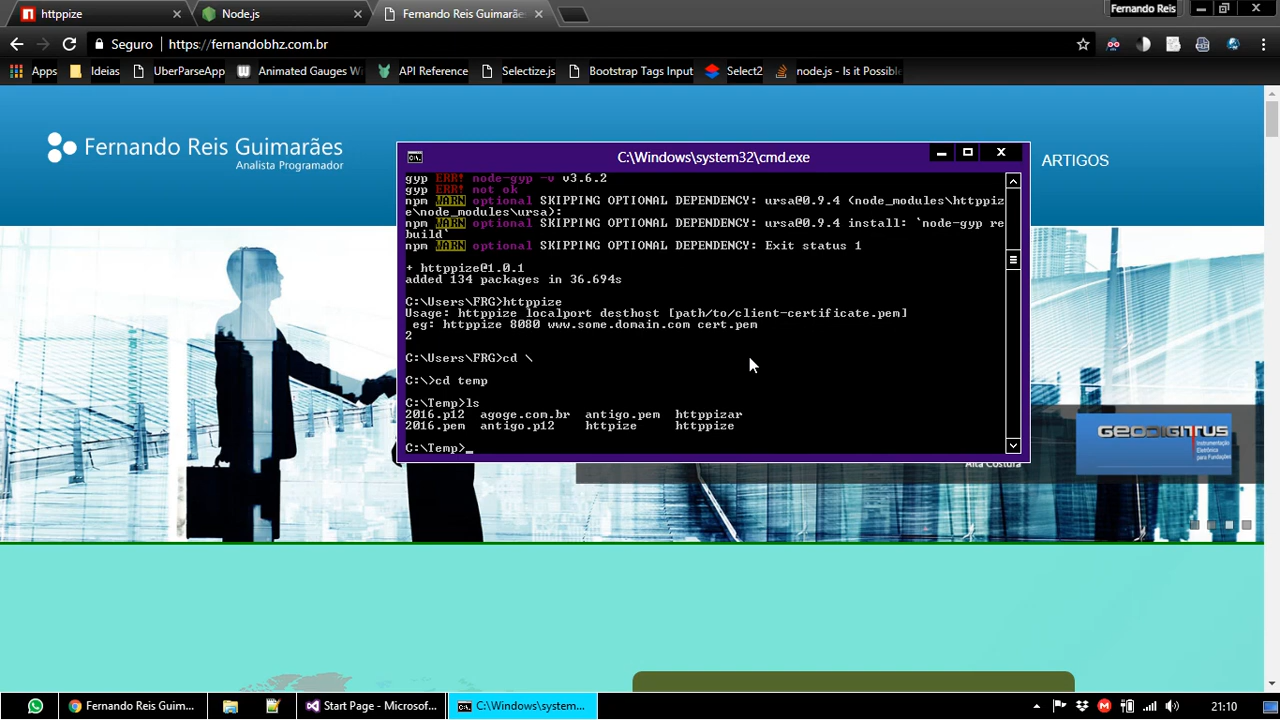 httppize
Node.js
Fernando Reis Guimarãe
Fernando Reis
Seguro
https://fernandobhz.com.br
Apps
Ideias
UberParseApp
Animated Gauges Wi
API Reference
Selectize.js
Bootstrap Tags Input
Select2
node.js - Is it Possible
Fernando Reis Guimarães
Analista Programador
ARTIGOS
C:\Windows\system32\cmd.exe
gyp ERR! node-gyp -v v3.6.2
gyp ERR! not ok
npm WARN optional SKIPPING OPTIONAL DEPENDENCY: ursa@0.9.4 (node_modules\httppiz
e\node_modules\ursa):
npm WARN optional SKIPPING OPTIONAL DEPENDENCY: ursa@0.9.4 install: `node-gyp re
build`
npm WARN optional SKIPPING OPTIONAL DEPENDENCY: Exit status 1
+ httppize@1.0.1
added 134 packages in 36.694s
C:\Users\FRG>httppize
Usage: httppize localport desthost [path/to/client-certificate.pem]
eg: httppize 8080 www.some.domain.com cert.pem
2
C:\Users\FRG>cd \
C:\>cd temp
C:\Temp>ls
2016.p12 agoge.com.br antigo.pem httppizar
2016.pem antigo.p12 httpize httppize
C:\Temp>_
Alta Costura
GEODIGITUS
Instrumentação
Eletrônica
para Fundações
Fernando Reis Guim...
Start Page - Microsof...
C:\Windows\system...
21:10